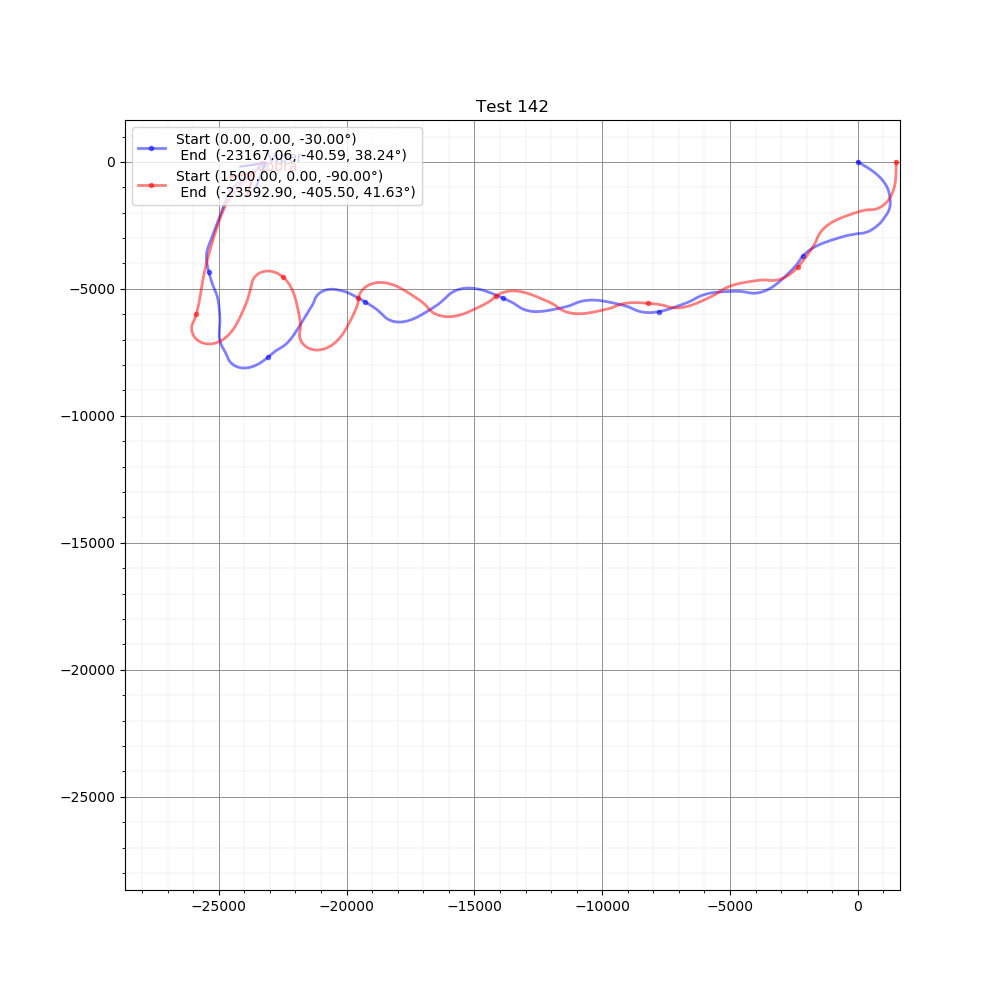 Test 142
Start (0.00, 0.00, -30.00°)
End (-23167.06, -40.59, 38.24°)
Start (1500.00, 0.00, -90.00°)
End (-23592.90, -405.50, 41.63°)
0
−5000
−10000
−15000
−20000
−25000
−25000 −20000 −15000 −10000 −5000 0